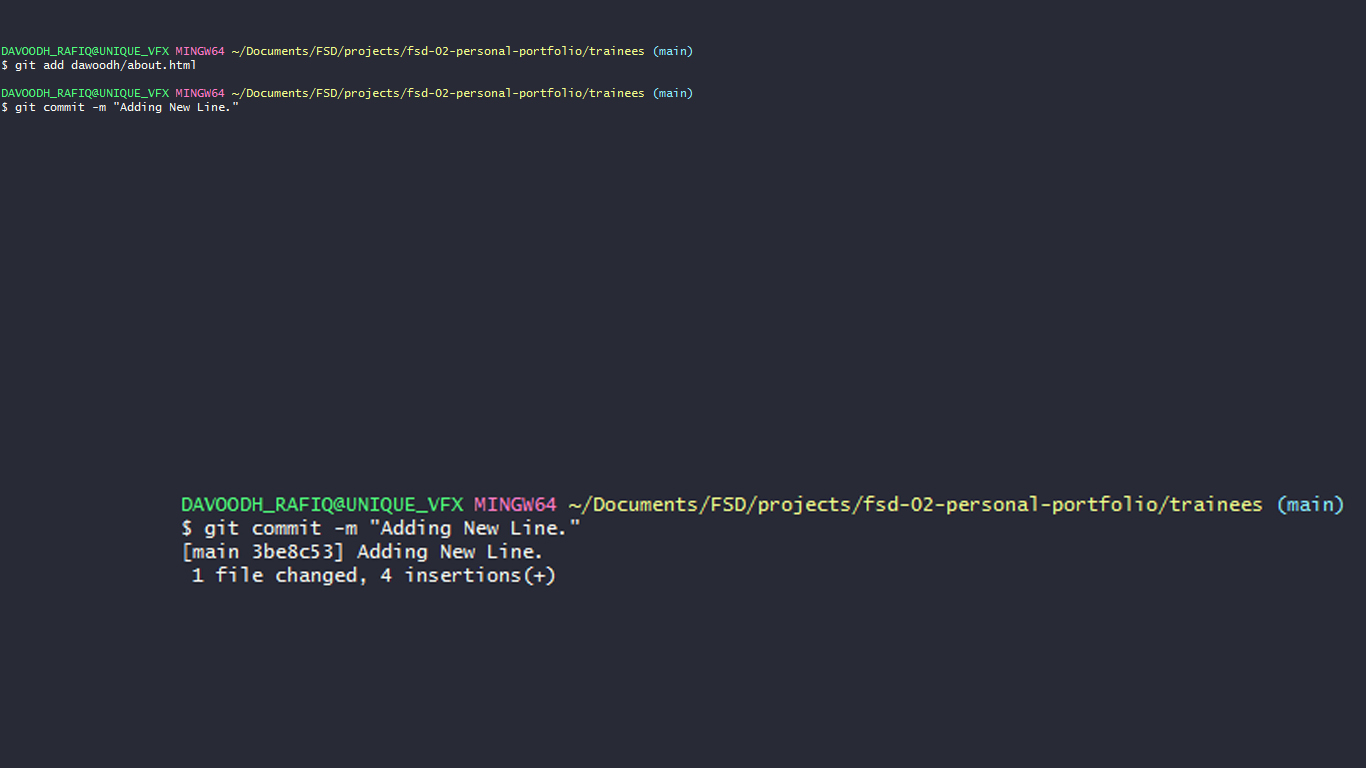 DAVOODH_RAFIQ@UNIQUE_VFX MINGW64 ~/Documents/FSD/projects/fsd-02-personal-portfolio/trainees (main)
$ git add dawoodh/about.html
DAVOODH_RAFIQ@UNIQUE_VFX MINGW64 ~/Documents/FSD/projects/fsd-02-personal-portfolio/trainees (main)
$ git commit -m "Adding New Line."
DAVOODH_RAFIQ@UNIQUE_VFX MINGW64 ~/Documents/FSD/projects/fsd-02-personal-portfolio/trainees (main)
$ git commit -m "Adding New Line."
[main 3be8c53] Adding New Line.
1 file changed, 4 insertions(+)